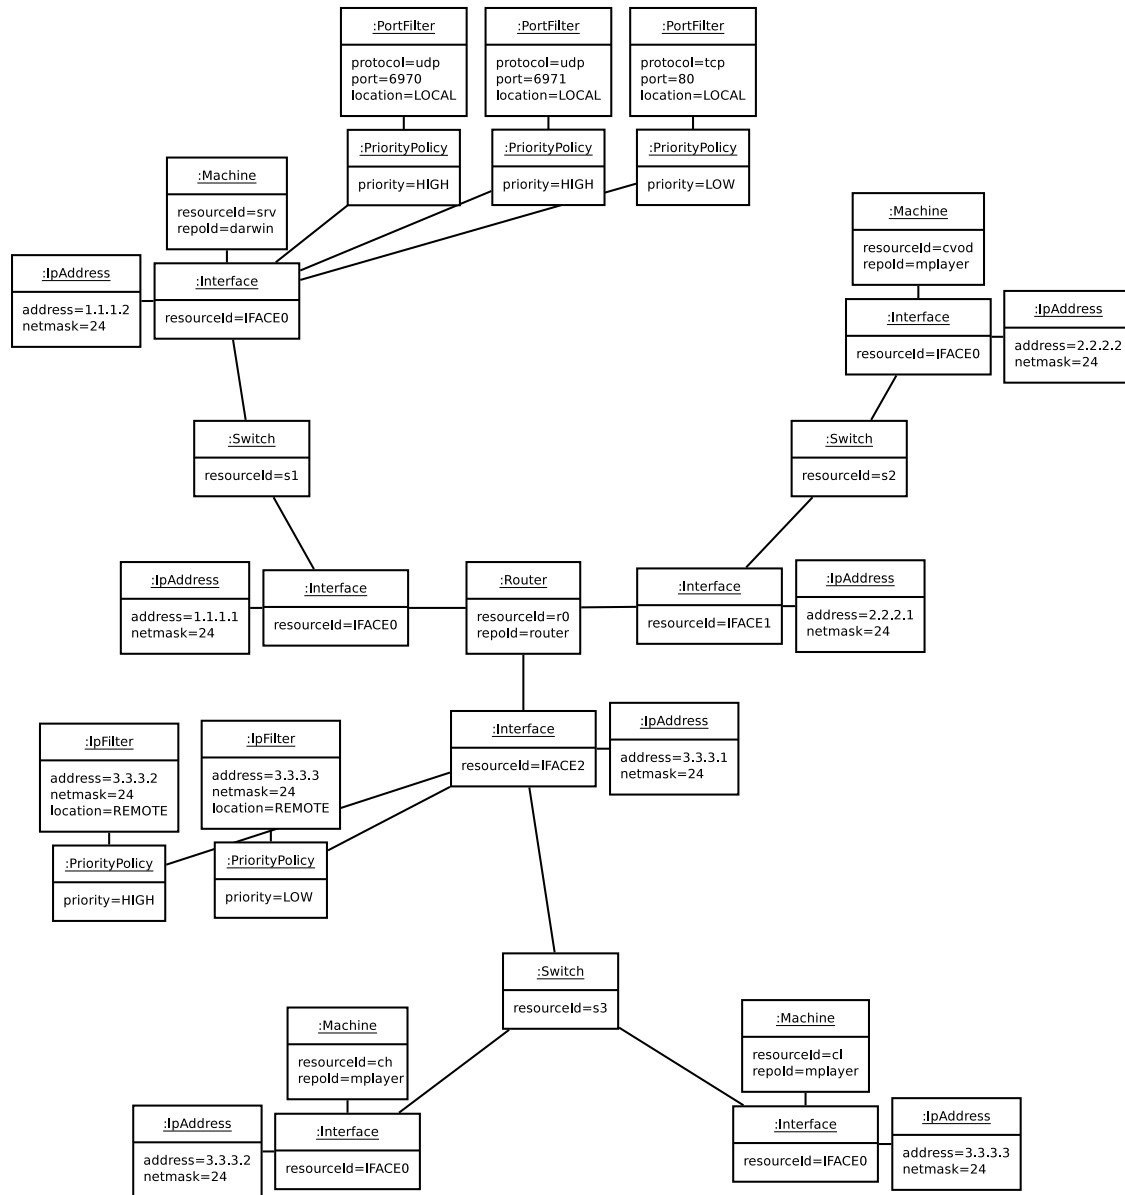 :PortFilter
protocol=udp
port=6970
location=LOCAL
:PortFilter
protocol=udp
port=6971
location=LOCAL
:PortFilter
protocol=tcp
port=80
location=LOCAL
:PriorityPolicy
priority=HIGH
:PriorityPolicy
priority=HIGH
:PriorityPolicy
priority=LOW
:Machine
resourceId=srv
repoId=darwin
:Machine
resourceId=cvod
repoId=mplayer
:IpAddress
address=1.1.1.2
netmask=24
:Interface
resourceId=IFACE0
:Interface
resourceId=IFACE0
:IpAddress
address=2.2.2.2
netmask=24
:Switch
resourceId=s1
:Switch
resourceId=s2
:IpAddress
address=1.1.1.1
netmask=24
:Interface
resourceId=IFACE0
:Router
resourceId=r0
repoId=router
:Interface
resourceId=IFACE1
:IpAddress
address=2.2.2.1
netmask=24
:IpFilter
address=3.3.3.2
netmask=24
location=REMOTE
:IpFilter
address=3.3.3.3
netmask=24
location=REMOTE
:Interface
resourceId=IFACE2
:IpAddress
address=3.3.3.1
netmask=24
:PriorityPolicy
priority=HIGH
:PriorityPolicy
priority=LOW
:Switch
resourceId=s3
:Machine
resourceId=ch
repoId=mplayer
:Machine
resourceId=cl
repoId=mplayer
:IpAddress
address=3.3.3.2
netmask=24
:Interface
resourceId=IFACE0
:Interface
resourceId=IFACE0
:IpAddress
address=3.3.3.3
netmask=24